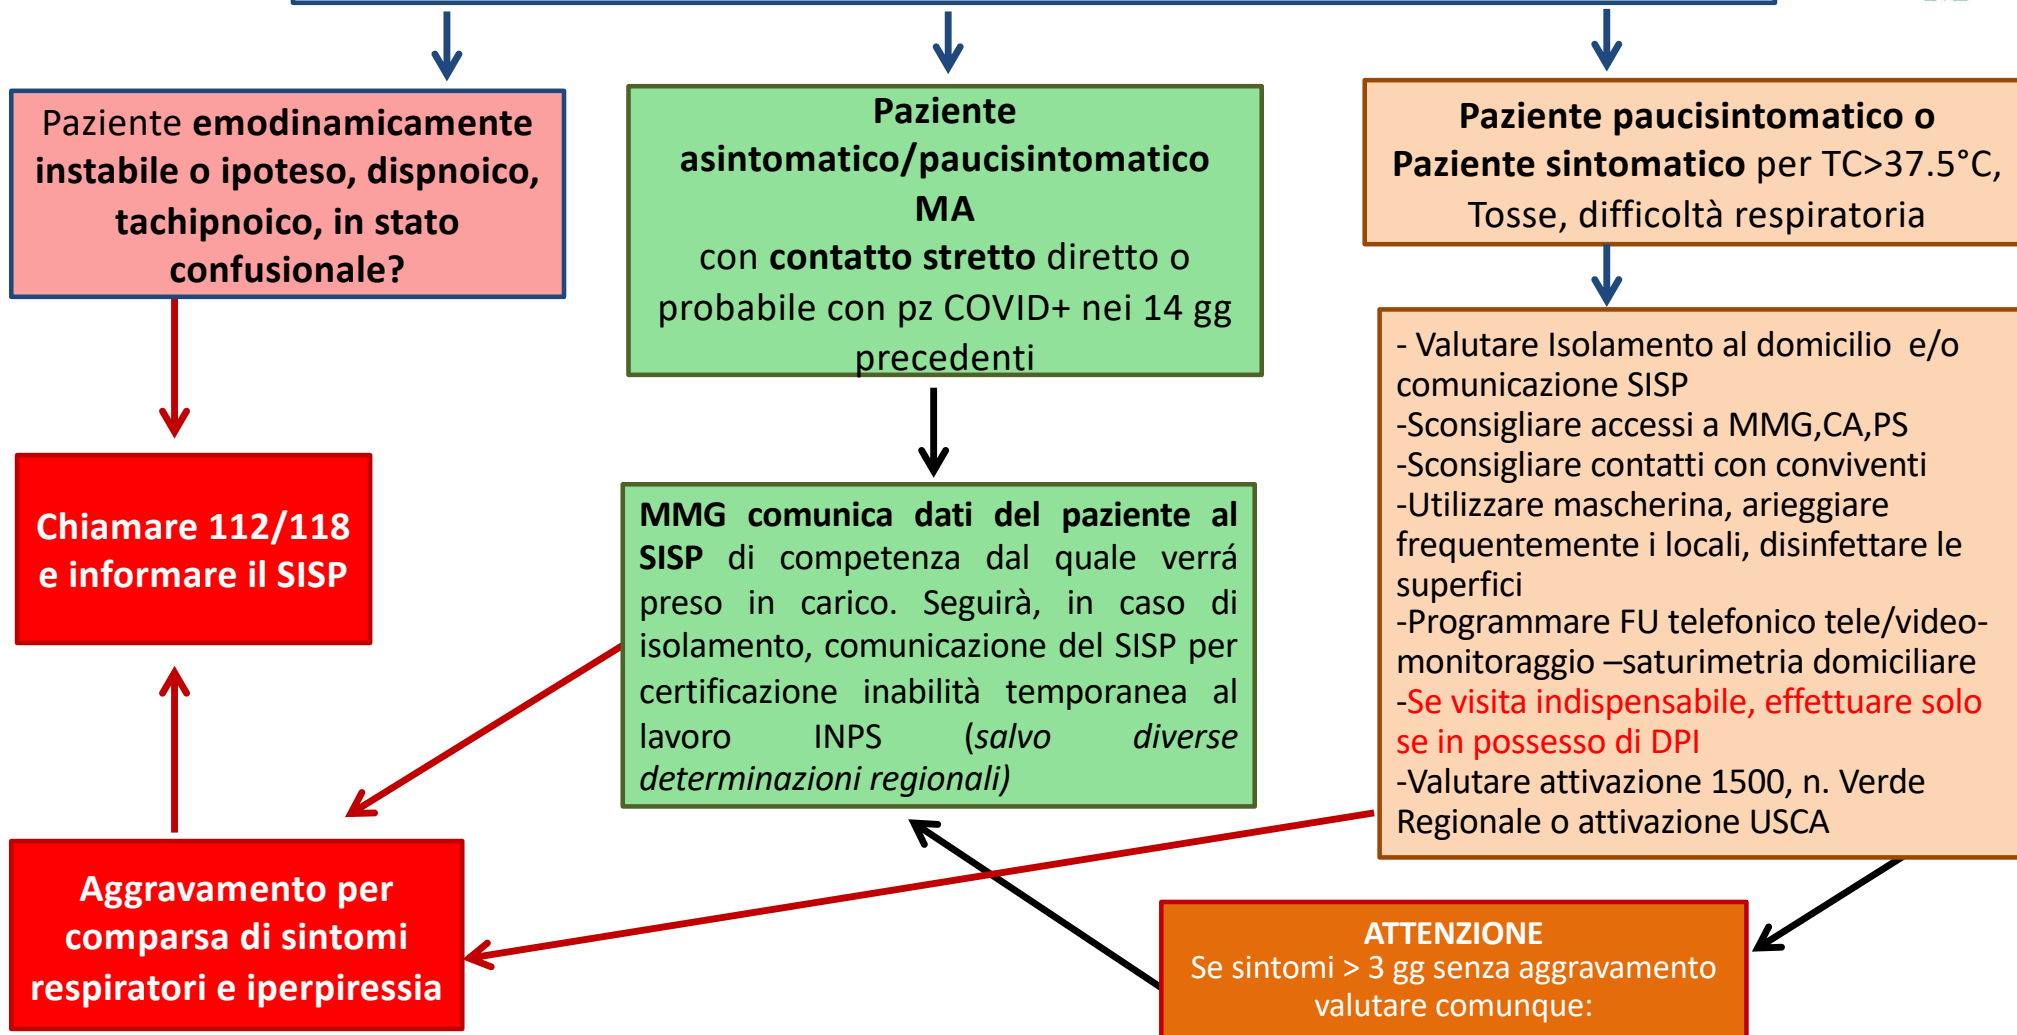 Paziente emodinamicamente
instabile o ipoteso, dispnoico,
tachipnoico, in stato
confusionale?
Paziente
asintomatico/paucisintomatico
MA
con contatto stretto diretto o
probabile con pz COVID+ nei 14 gg
precedenti
Paziente paucisintomatico o
Paziente sintomatico per TC>37.5°C,
Tosse, difficoltà respiratoria
Chiamare 112/118
e informare il SISP
MMG comunica dati del paziente al
SISP di competenza dal quale verrá
preso in carico. Seguirà, in caso di
isolamento, comunicazione del SISP per
certificazione inabilità temporanea al
lavoro INPS (salvo diverse
determinazioni regionali)
- Valutare Isolamento al domicilio e/o
comunicazione SISP
-Sconsigliare accessi a MMG,CA,PS
-Sconsigliare contatti con conviventi
-Utilizzare mascherina, arieggiare
frequentemente i locali, disinfettare le
superfici
-Programmare FU telefonico tele/video-
monitoraggio –saturimetria domiciliare
-Se visita indispensabile, effettuare solo
se in possesso di DPI
-Valutare attivazione 1500, n. Verde
Regionale o attivazione USCA
Aggravamento per
comparsa di sintomi
respiratori e iperpiressia
ATTENZIONE
Se sintomi > 3 gg senza aggravamento
valutare comunque: